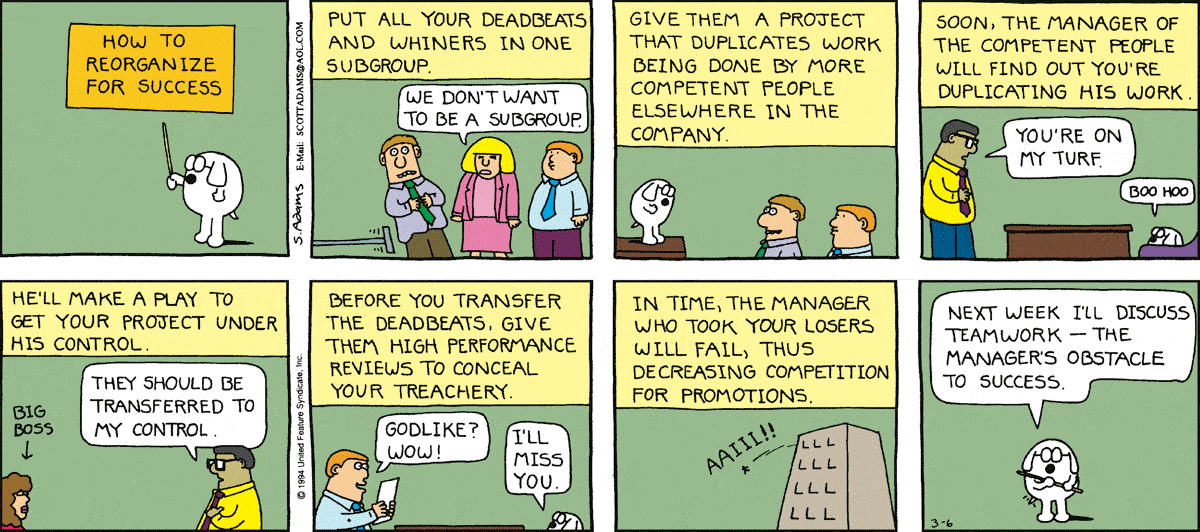 HOW TO
REORGANIZE
FOR SUCCESS
S. Adams E-Mail: SCOTTADAMS@AOL.COM
PUT ALL YOUR DEADBEATS
AND WHINERS IN ONE
SUBGROUP.
WE DON'T WANT
TO BE A SUBGROUP.
GIVE THEM A PROJECT
THAT DUPLICATES WORK
BEING DONE BY MORE
COMPETENT PEOPLE
ELSEWHERE IN THE
COMPANY.
SOON, THE MANAGER OF
THE COMPETENT PEOPLE
WILL FIND OUT YOU'RE
DUPLICATING HIS WORK.
YOU'RE ON
MY TURF.
BOO HOO
HE'LL MAKE A PLAY TO
GET YOUR PROJECT UNDER
HIS CONTROL.
THEY SHOULD BE
TRANSFERRED TO
MY CONTROL.
BIG
BOSS
© 1994 United Feature Syndicate, Inc.
BEFORE YOU TRANSFER
THE DEADBEATS, GIVE
THEM HIGH PERFORMANCE
REVIEWS TO CONCEAL
YOUR TREACHERY.
GODLIKE?
WOW!
I'LL
MISS
YOU.
IN TIME, THE MANAGER
WHO TOOK YOUR LOSERS
WILL FAIL, THUS
DECREASING COMPETITION
FOR PROMOTIONS.
AAIII!!
NEXT WEEK I'LL DISCUSS
TEAMWORK — THE
MANAGER'S OBSTACLE
TO SUCCESS.
3-6